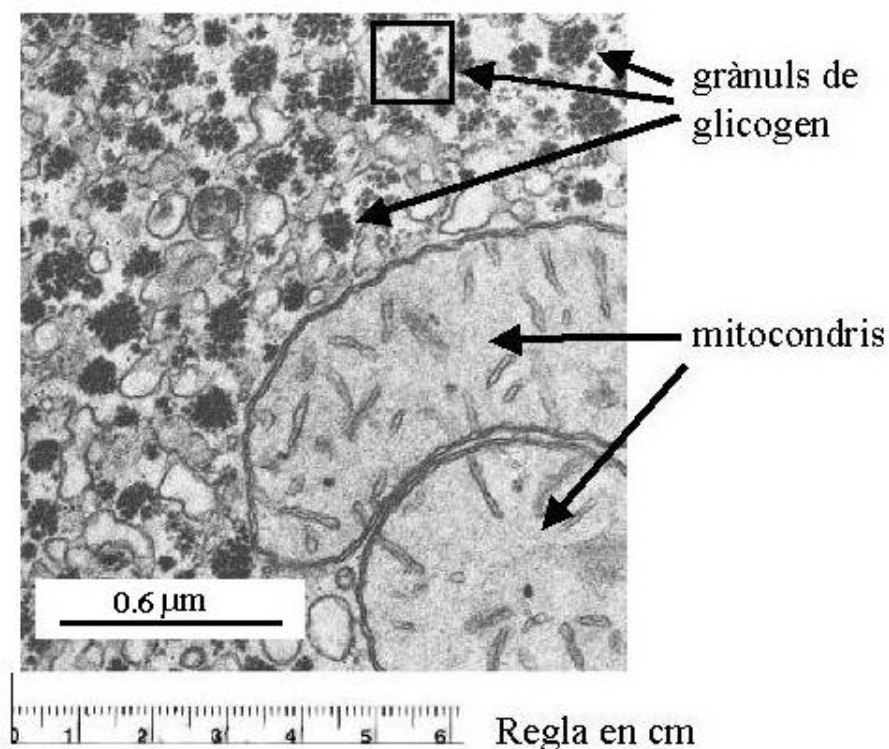 grànuls de
glicogen
mitocondris
0.6 µm
0 1 2 3 4 5 6
Regla en cm